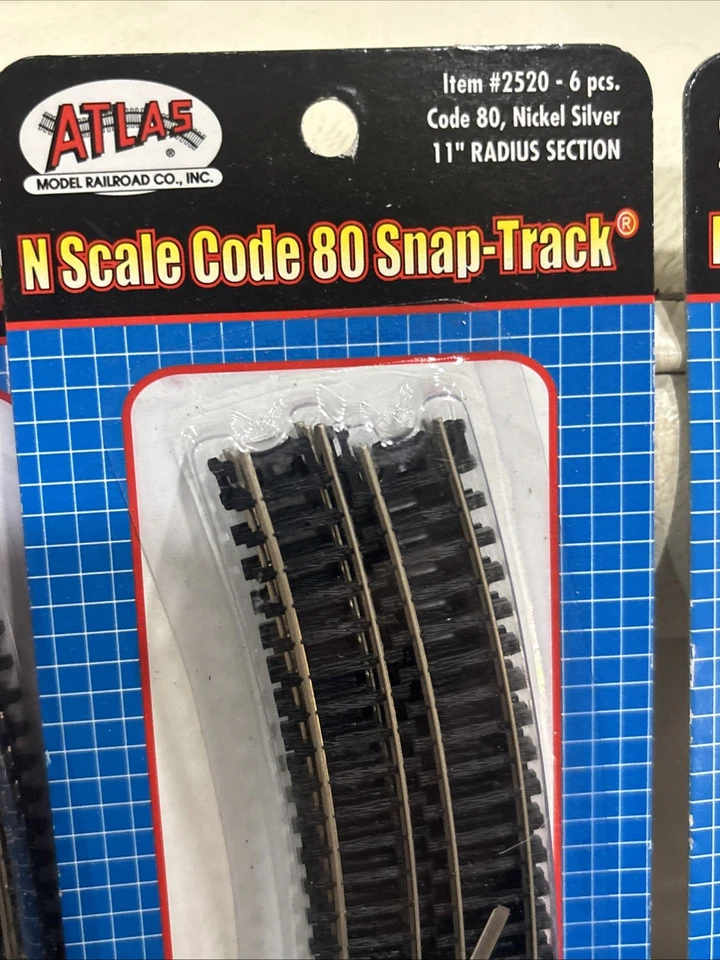 ATLAS ®
MODEL RAILROAD CO., INC.
Item #2520 - 6 pcs.
Code 80, Nickel Silver
11" RADIUS SECTION
N Scale Code 80 Snap-Track®